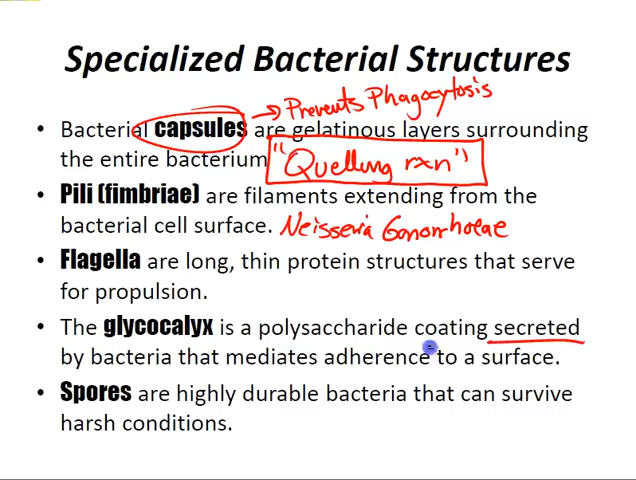 Specialized Bacterial Structures
→ Prevents Phagocytosis
• Bacterial capsules are gelatinous layers surrounding
the entire bacterium "Quellung rxn"
• Pili (fimbriae) are filaments extending from the
bacterial cell surface. Neisseria Gonorrhoeae
• Flagella are long, thin protein structures that serve
for propulsion.
• The glycocalyx is a polysaccharide coating secreted
by bacteria that mediates adherence to a surface.
• Spores are highly durable bacteria that can survive
harsh conditions.